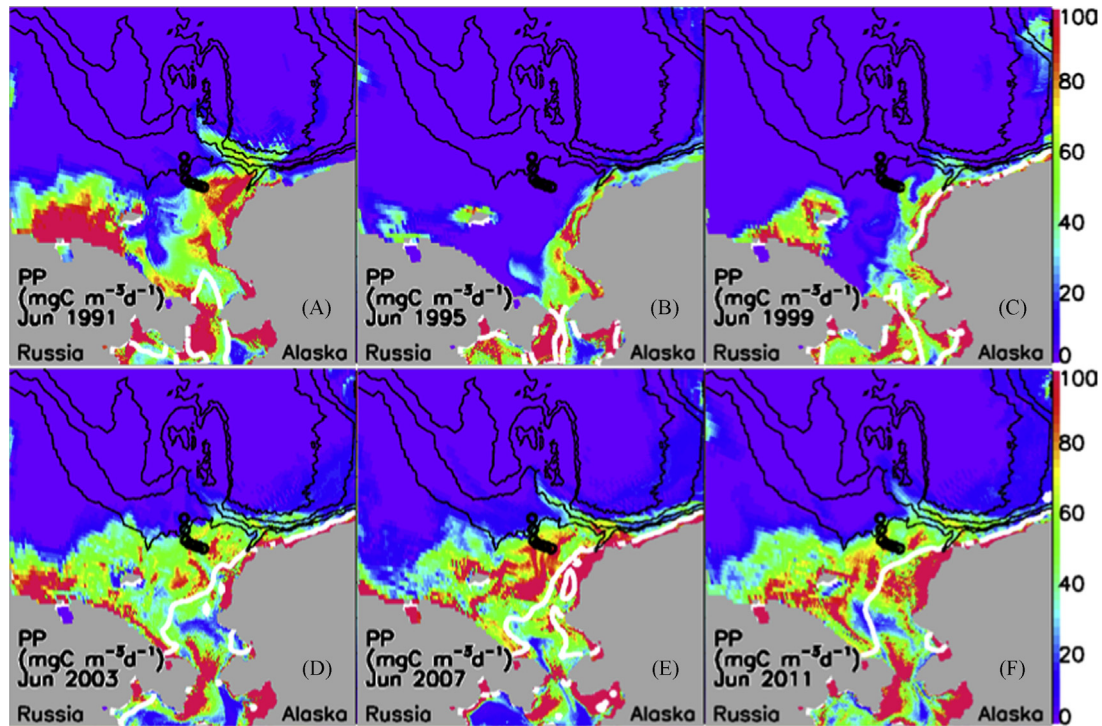 PP
(mgC m⁻³d⁻¹)
Jun 1991
(A)
Russia
Alaska
PP
(mgC m⁻³d⁻¹)
Jun 1995
(B)
Russia
Alaska
PP
(mgC m⁻³d⁻¹)
Jun 1999
(C)
Russia
Alaska
100
80
60
40
20
0
PP
(mgC m⁻³d⁻¹)
Jun 2003
(D)
Russia
Alaska
PP
(mgC m⁻³d⁻¹)
Jun 2007
(E)
Russia
Alaska
PP
(mgC m⁻³d⁻¹)
Jun 2011
(F)
Russia
Alaska
100
80
60
40
20
0